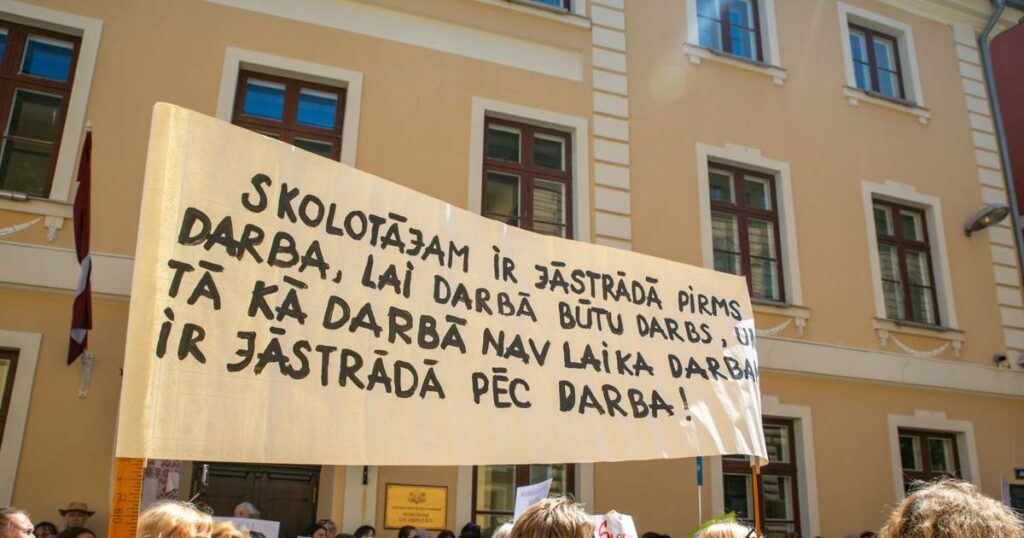 SKOLOTĀJAM IR JĀSTRĀDĀ PIRMS
DARBA, LAI DARBĀ BŪTU DARBS, UN
TĀ KĀ DARBĀ NAV LAIKA DARBAM
IR JĀSTRĀDĀ PĒC DARBA!